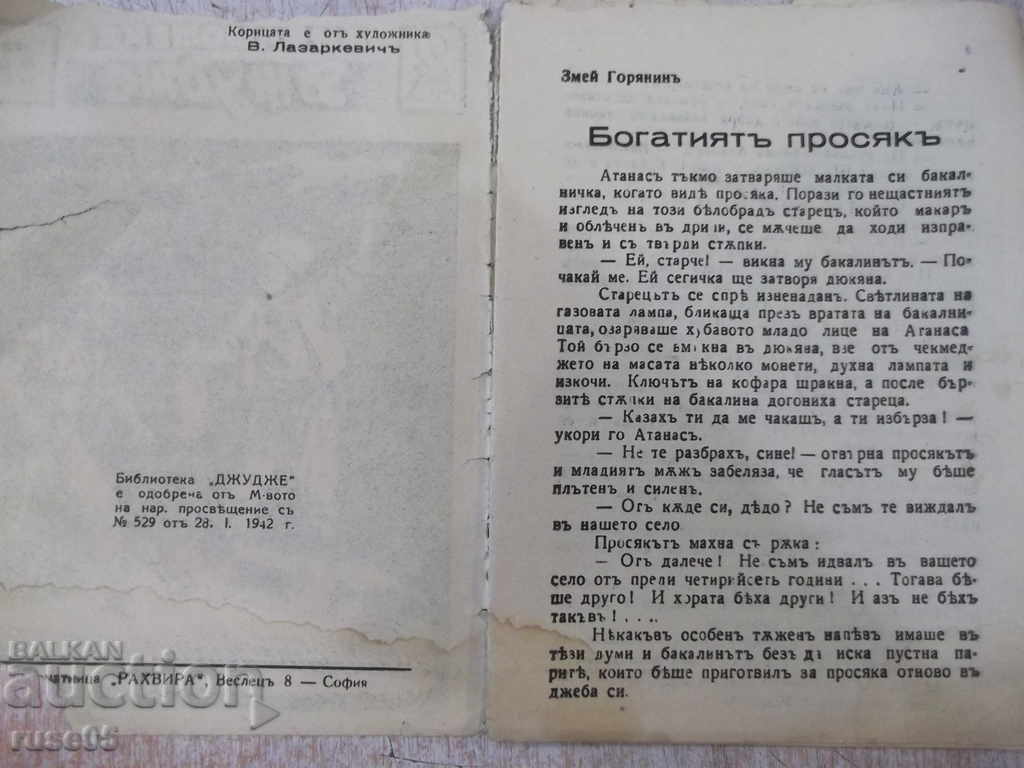 Корицата е отъ художника
В. Лазаркевичъ
Библиотека „ДЖУДЖЕ"
е одобрена отъ М-вото
на нар. просвѣщение съ
№ 529 отъ 28. I. 1942 г.
„РАХВИРА", Веслецъ 8 — София
BALKAN
auction
ruse05
Змей Горянинъ
Богатиятъ просякъ
Атанасъ тъкмо затваряше малката си бакал-
ничка, когато видѣ просяка. Порази го нещастниятъ
изгледъ на този бѣлобрадъ старецъ, който макаръ
и облѣченъ въ дрипи, се мѫчеше да ходи изпра-
венъ и съ твърди стѫпки.
— Ей, старче! — викна му бакалинътъ. — По-
чакай ме. Ей сегичка ще затворя дюкяна.
Старецътъ се спрѣ изненаданъ. Свѣтлината на
газовата лампа, бликаща презъ вратата на бакални-
цата, озаряваше хубавото младо лице на Атанаса
Той бързо се вмъкна въ дюкяна, взе отъ чекмед-
жето на масата нѣколко монети, духна лампата и
изкочи. Ключътъ на кофара щракна, а после бър-
зитѣ стѫпки на бакалина догониха стареца.
— Казахъ ти да ме чакашъ, а ти избърза! —
укори го Атанасъ.
— Не те разбрахъ, сине! — отвърна просякътъ
и младиятъ мѫжъ забеляза, че гласътъ му бѣше
плътенъ и силенъ.
— Отъ кѫде си, дѣдо? Не съмъ те виждалъ
въ нашето село
Просякътъ махна съ рѫка:
— Отъ далече! Не съмъ идвалъ въ вашето
село отъ преди четирийсеть години . . . Тогава бѣ-
ше друго! И хората бѣха други! И азъ не бѣхъ
такъвъ! . . . .
Нѣкакъвъ особенъ тѫженъ напѣвъ имаше въ
тѣзи думи и бакалинътъ безъ да иска пустна па-
ритѣ, които бѣше приготвилъ за просяка отново въ
джеба си.